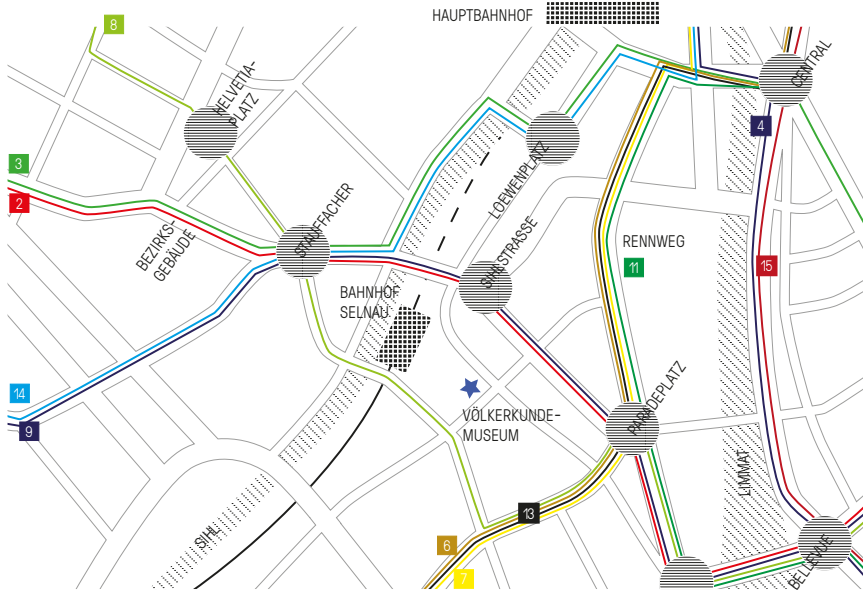 HAUPTBAHNHOF
8
HELVETIA-
PLATZ
CENTRAL
4
LOEWENPLATZ
3
2
BEZIRKS-
GEBÄUDE
STAUFFACHER
SIHLSTRASSE
RENNWEG
11
15
BAHNHOF
SELNAU
14
9
VÖLKERKUNDE-
MUSEUM
PARADEPLATZ
LIMMAT
SIHL
13
6
7
BELLEVUE